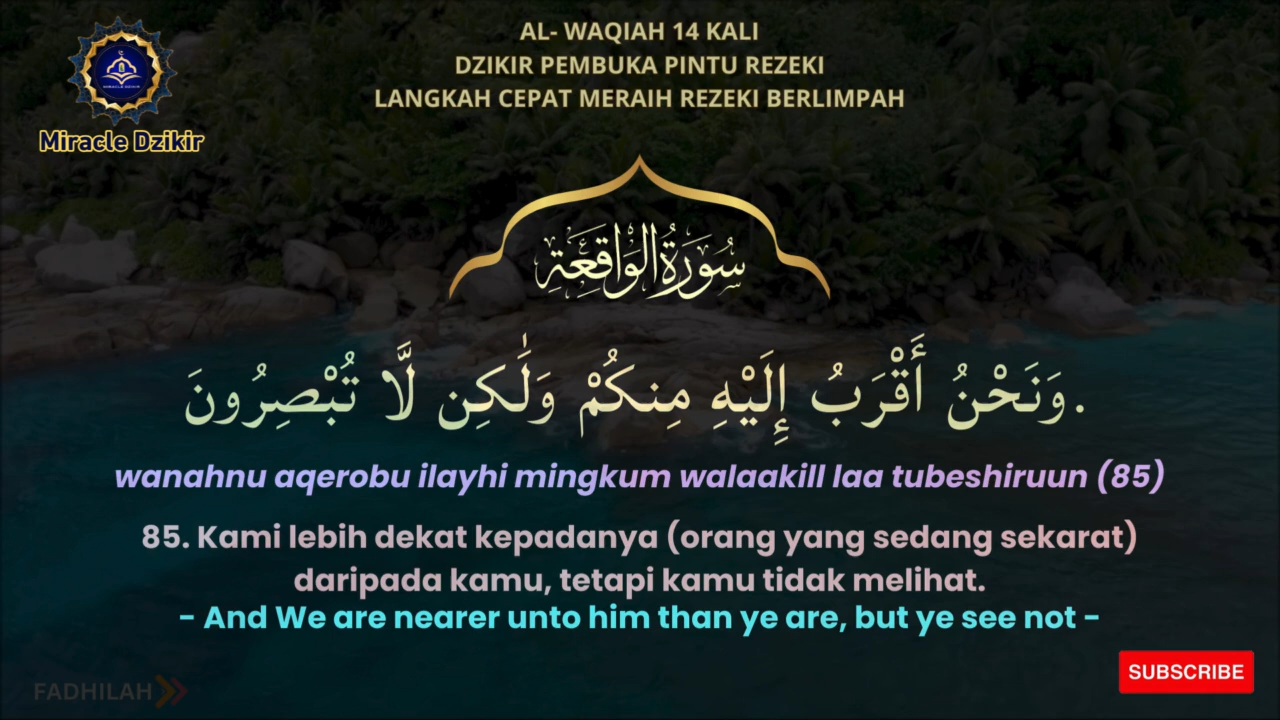 AL- WAQIAH 14 KALI
DZIKIR PEMBUKA PINTU REZEKI
LANGKAH CEPAT MERAIH REZEKI BERLIMPAH
MIRACLE DZIKIR
Miracle Dzikir
سُورَةُ الْوَاقِعَةِ
وَنَحْنُ أَقْرَبُ إِلَيْهِ مِنكُمْ وَلَٰكِن لَّا تُبْصِرُونَ.
wanahnu aqerobu ilayhi mingkum walaakill laa tubeshiruun (85)
85. Kami lebih dekat kepadanya (orang yang sedang sekarat)
daripada kamu, tetapi kamu tidak melihat.
- And We are nearer unto him than ye are, but ye see not -
SUBSCRIBE
FADHILAH